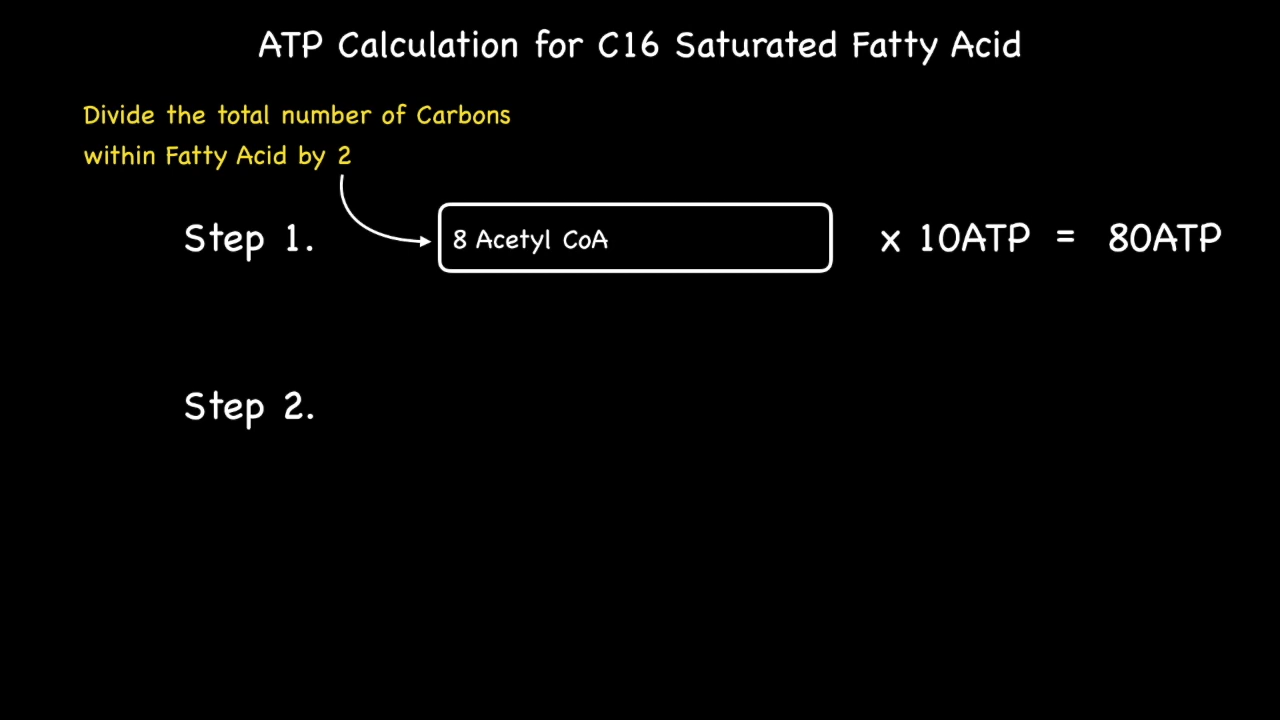 ATP Calculation for C16 Saturated Fatty Acid
Divide the total number of Carbons
within Fatty Acid by 2
Step 1.
8 Acetyl CoA
x 10ATP = 80ATP
Step 2.